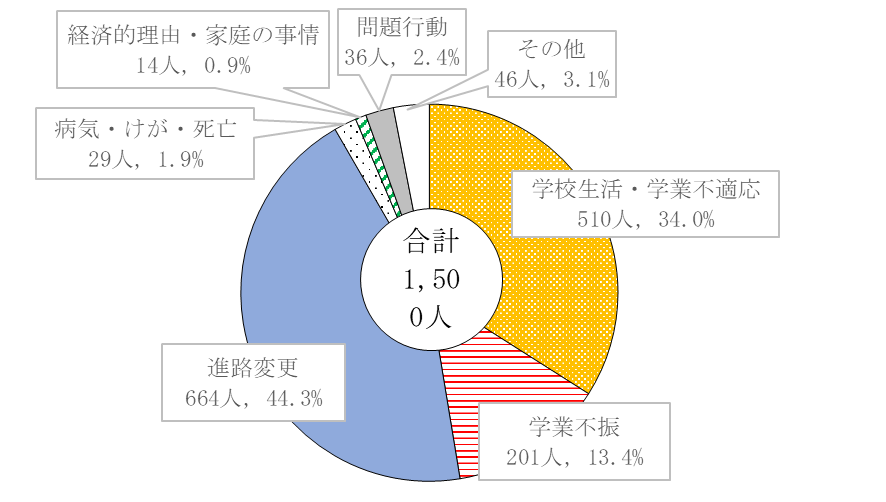 経済的理由・家庭の事情
14人, 0.9%
問題行動
36人, 2.4%
その他
46人, 3.1%
病気・けが・死亡
29人, 1.9%
学校生活・学業不適応
510人, 34.0%
合計
1,50
0人
進路変更
664人, 44.3%
学業不振
201人, 13.4%